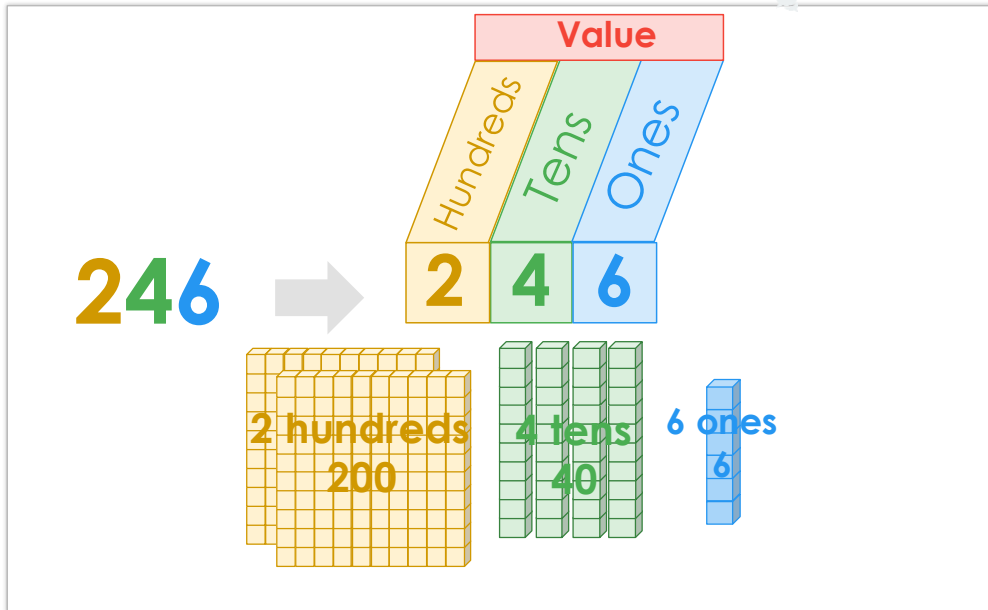 Value
Hundreds
Tens
Ones
246
2
4
6
2 hundreds
200
4 tens
40
6 ones
6